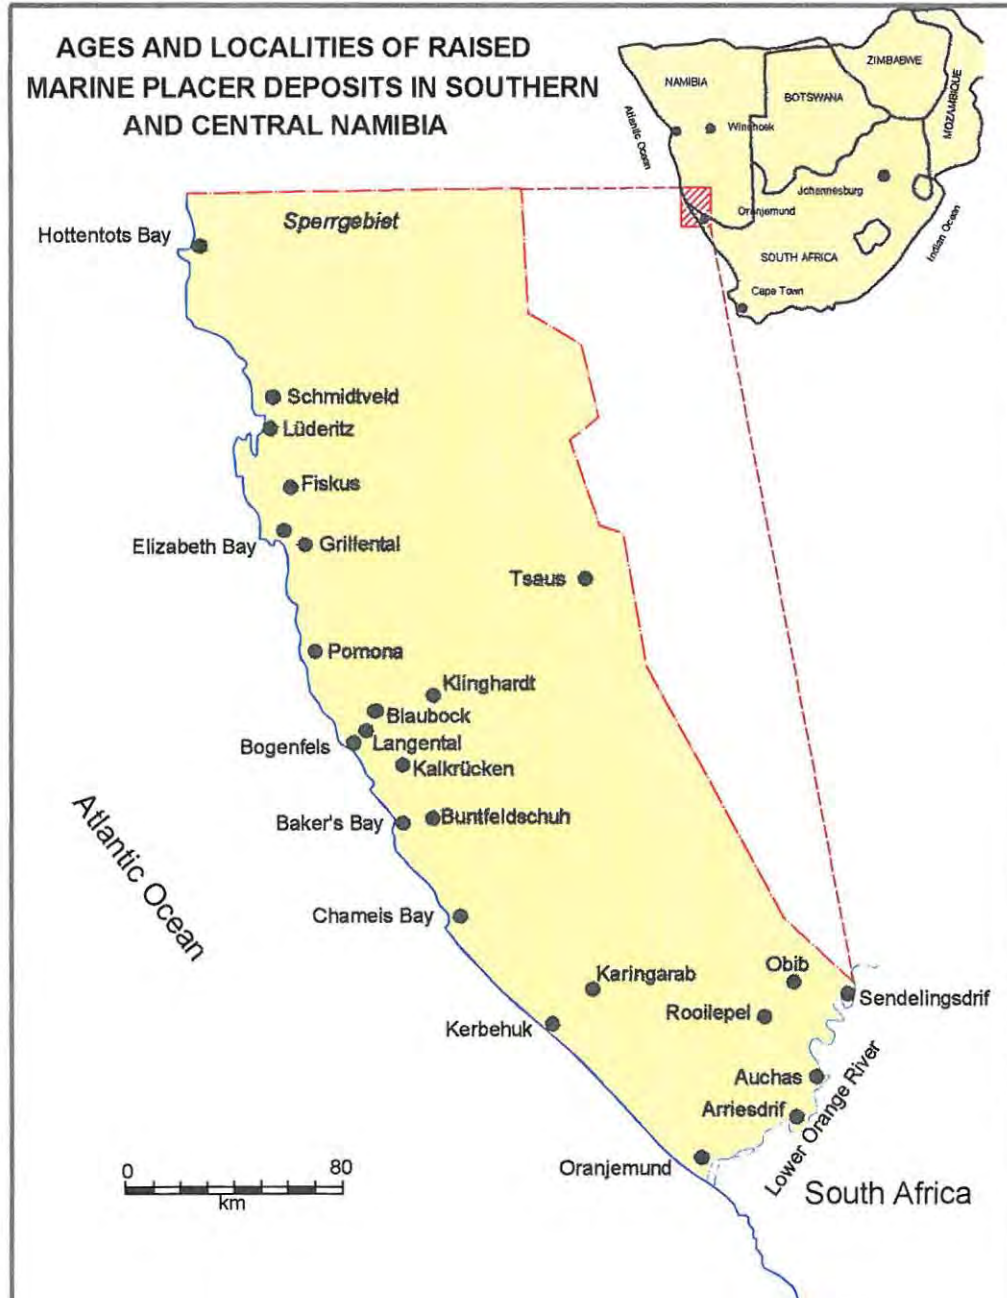 AGES AND LOCALITIES OF RAISED
MARINE PLACER DEPOSITS IN SOUTHERN
AND CENTRAL NAMIBIA
ZIMBABWE
NAMIBIA
BOTSWANA
MOZAMBIQUE
Atlantic Ocean
Windhoek
Johannesburg
Oranjemund
SOUTH AFRICA
Indian Ocean
Cape Town
Sperrgebiet
Hottentots Bay
Schmidtveld
Lüderitz
Fiskus
Elizabeth Bay
Grillental
Tsaus
Pomona
Klinghardt
Blaubock
Bogenfels
Langental
Kalkrücken
Baker's Bay
Buntfeldschuh
Atlantic Ocean
Chameis Bay
Karingarab
Obib
Sendelingsdrif
Rooilepel
Kerbehuk
Auchas
Arriesdrif
Lower Orange River
Oranjemund
South Africa
0 80
km